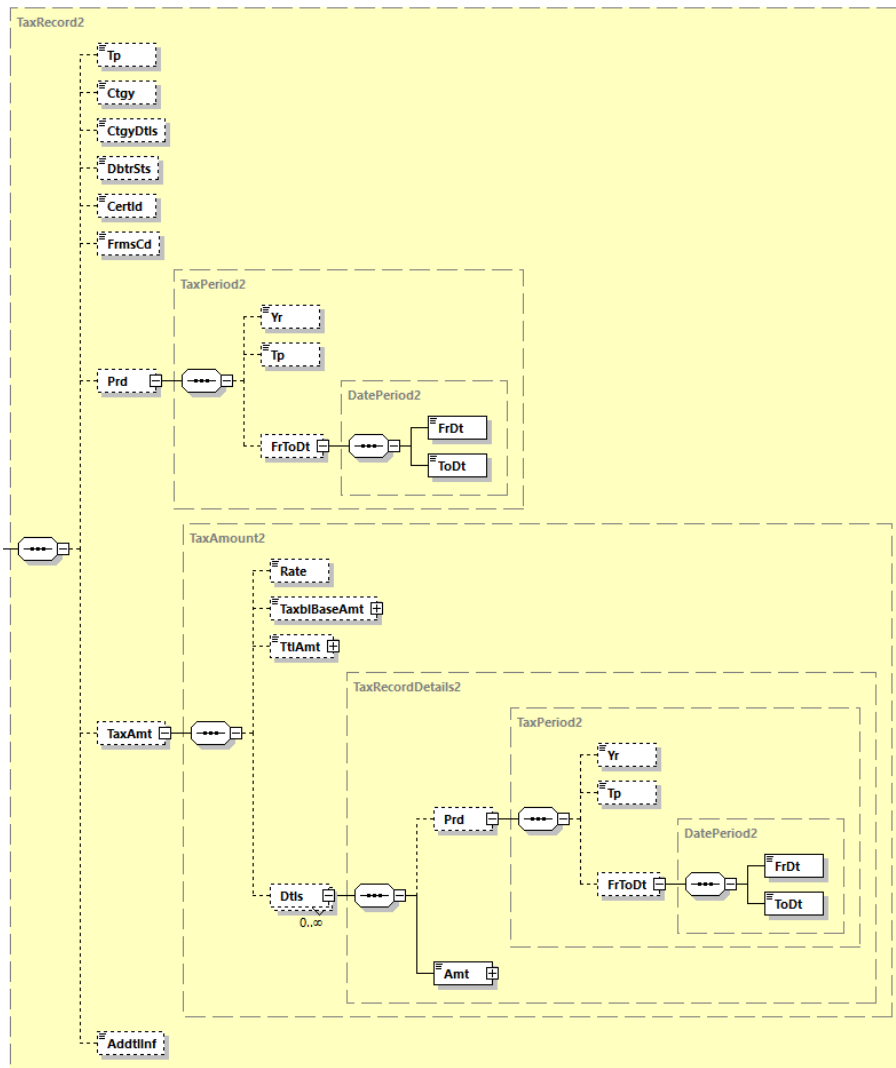 TaxRecord2
Tp
Ctgy
CtgyDtls
DbtrSts
CertId
FrmsCd
TaxPeriod2
Yr
Tp
Prd
DatePeriod2
FrDt
FrToDt
ToDt
TaxAmount2
Rate
TaxblBaseAmt
TtlAmt
TaxRecordDetails2
TaxPeriod2
TaxAmt
Yr
Tp
Prd
DatePeriod2
FrDt
FrToDt
Dtls
ToDt
0..∞
Amt
AddtlInf